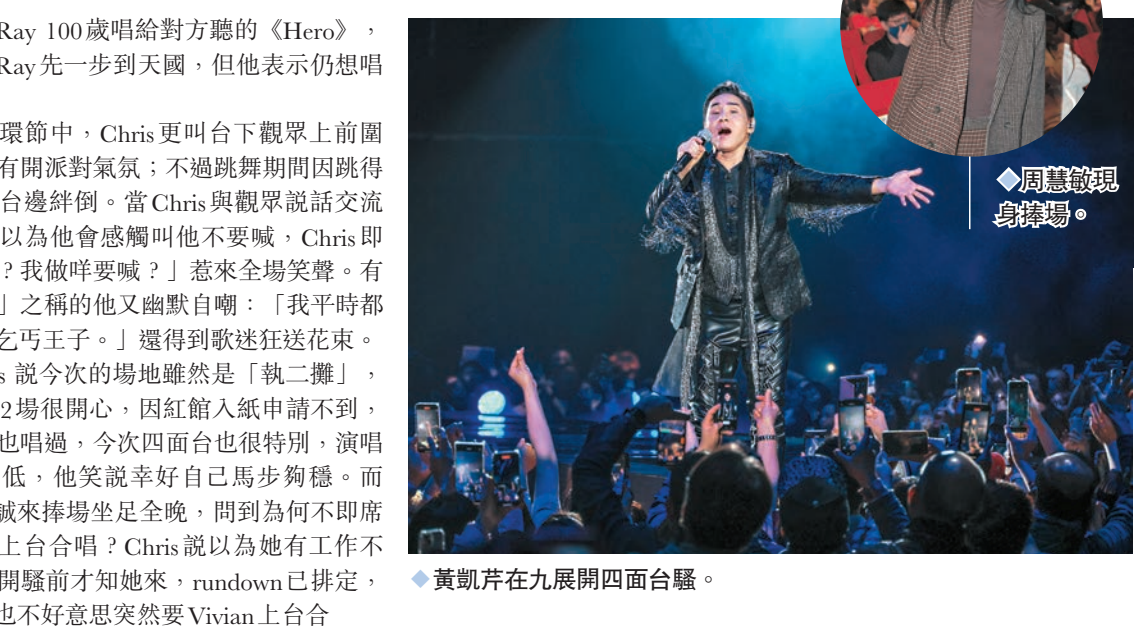 Ray 100歲唱給對方聽的《Hero》，
Ray先一步到天國，但他表示仍想唱
環節中，Chris更叫台下觀眾上前圍
有開派對氣氛；不過跳舞期間因跳得
台邊絆倒。當Chris與觀眾説話交流
以為他會感觸叫他不要喊，Chris即
？我做咩要喊？」惹來全場笑聲。有
」之稱的他又幽默自嘲：「我平時都
乞丐王子。」還得到歌迷狂送花束。
s 説今次的場地雖然是「執二攤」，
2場很開心，因紅館入紙申請不到，
也唱過，今次四面台也很特別，演唱
低，他笑説幸好自己馬步夠穩。而
誠來捧場坐足全晚，問到為何不即席
上台合唱？Chris説以為她有工作不
開騷前才知她來，rundown已排定，
也不好意思突然要Vivian上台合
◆周慧敏現
身捧場。
◆黃凱芹在九展開四面台騷。